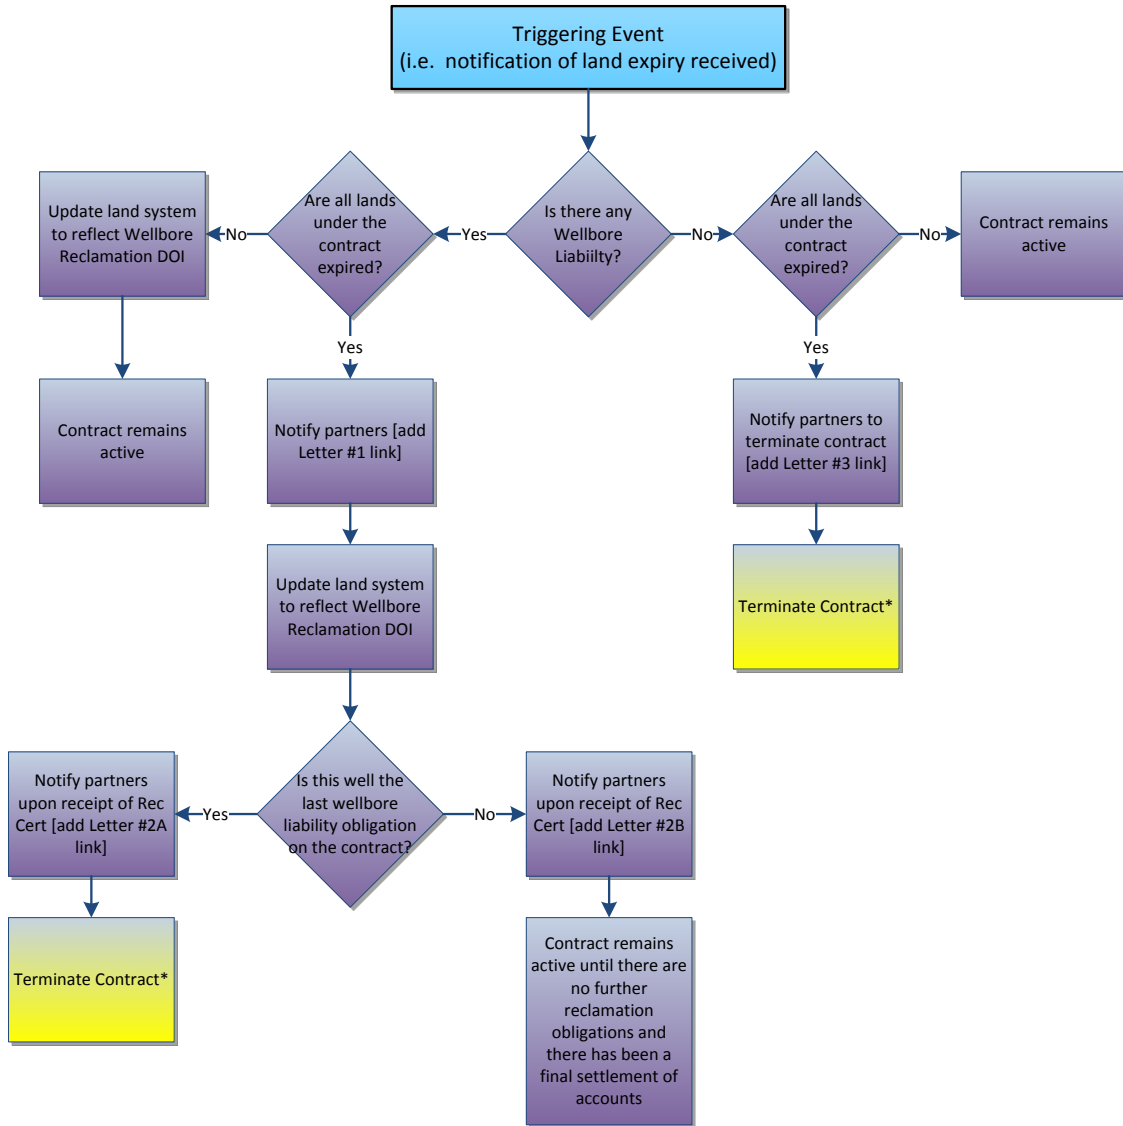 Triggering Event
(i.e.  notification of land expiry received)
Update land system
to reflect Wellbore
Reclamation DOI
No
Are all lands
under the
contract
expired?
Yes
Is there any
Wellbore
Liabiilty?
No
Are all lands
under the
contract
expired?
No
Contract remains
active
Yes
Yes
Contract remains
active
Notify partners [add
Letter #1 link]
Notify partners to
terminate contract
[add Letter #3 link]
Update land system
to reflect Wellbore
Reclamation DOI
Terminate Contract*
Notify partners
upon receipt of Rec
Cert [add Letter #2A
link]
Yes
Is this well the
last wellbore
liability obligation
on the contract?
No
Notify partners
upon receipt of Rec
Cert [add Letter #2B
link]
Terminate Contract*
Contract remains
active until there are
no further
reclamation
obligations and
there has been a
final settlement of
accounts